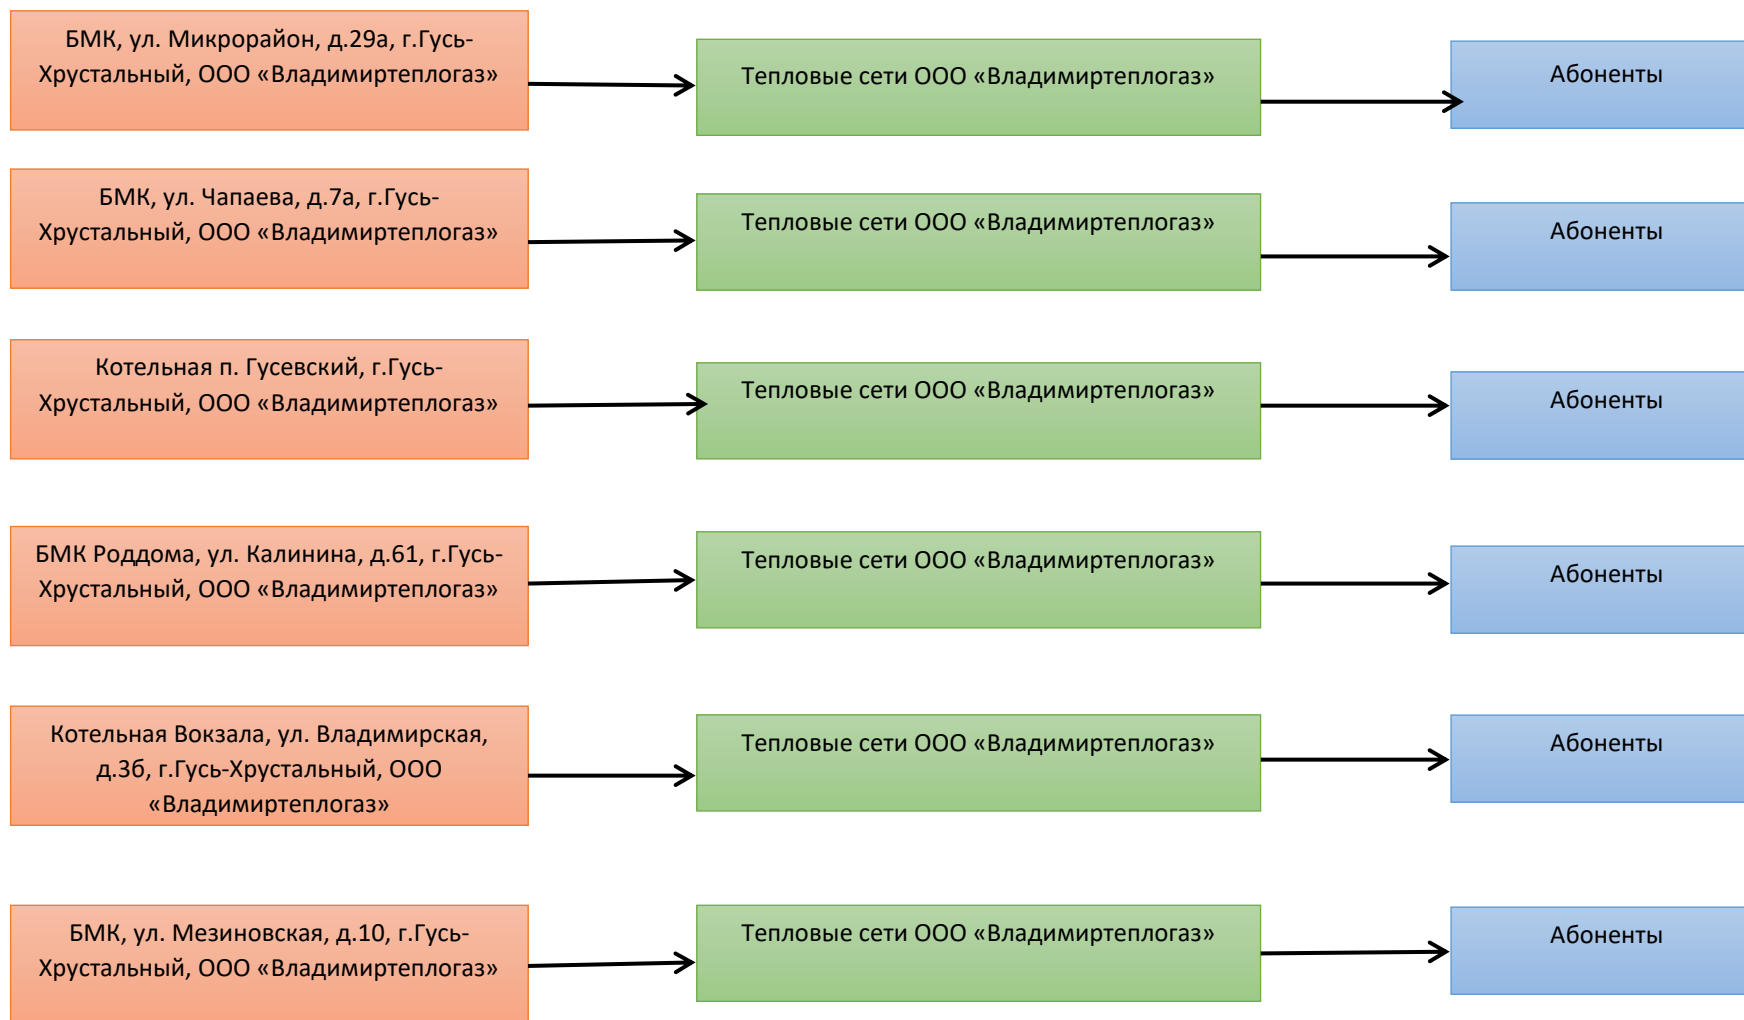 БМК, ул. Микрорайон, д.29а, г.Гусь-
Хрустальный, ООО «Владимиртеплогаз»
Тепловые сети ООО «Владимиртеплогаз»
Абоненты
БМК, ул. Чапаева, д.7а, г.Гусь-
Хрустальный, ООО «Владимиртеплогаз»
Тепловые сети ООО «Владимиртеплогаз»
Абоненты
Котельная п. Гусевский, г.Гусь-
Хрустальный, ООО «Владимиртеплогаз»
Тепловые сети ООО «Владимиртеплогаз»
Абоненты
БМК Роддома, ул. Калинина, д.61, г.Гусь-
Хрустальный, ООО «Владимиртеплогаз»
Тепловые сети ООО «Владимиртеплогаз»
Абоненты
Котельная Вокзала, ул. Владимирская,
д.3б, г.Гусь-Хрустальный, ООО
«Владимиртеплогаз»
Тепловые сети ООО «Владимиртеплогаз»
Абоненты
БМК, ул. Мезиновская, д.10, г.Гусь-
Хрустальный, ООО «Владимиртеплогаз»
Тепловые сети ООО «Владимиртеплогаз»
Абоненты